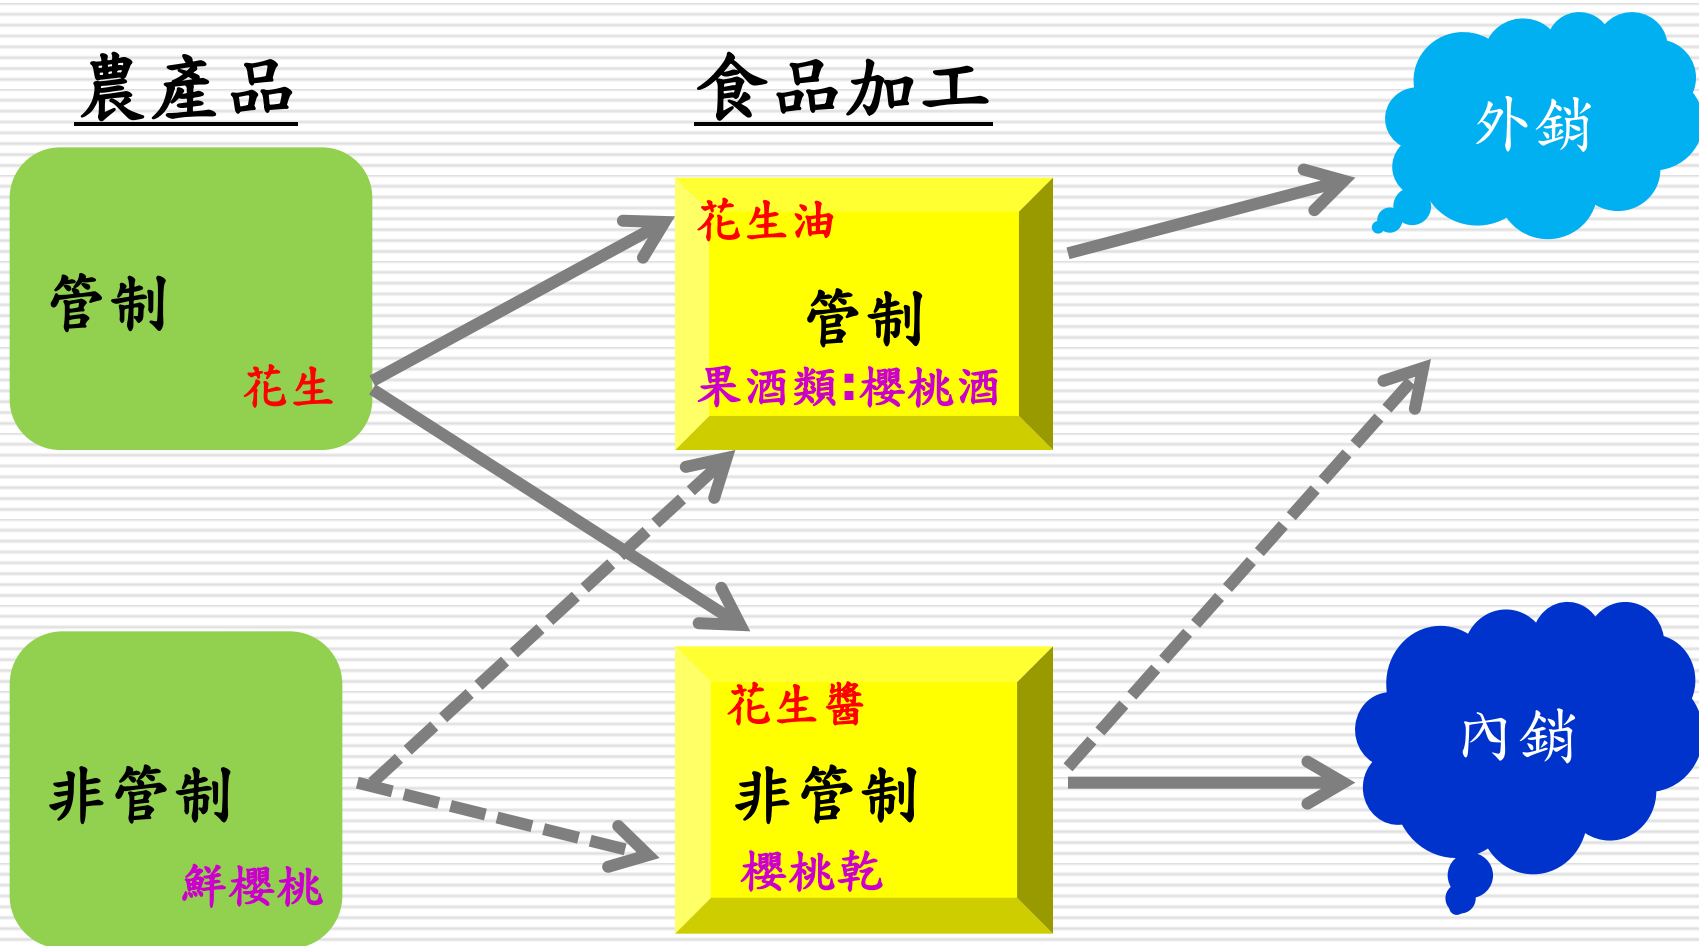 農產品
食品加工
外銷
管制
花生
花生油
管制
果酒類:櫻桃酒
非管制
鮮櫻桃
花生醬
非管制
櫻桃乾
內銷